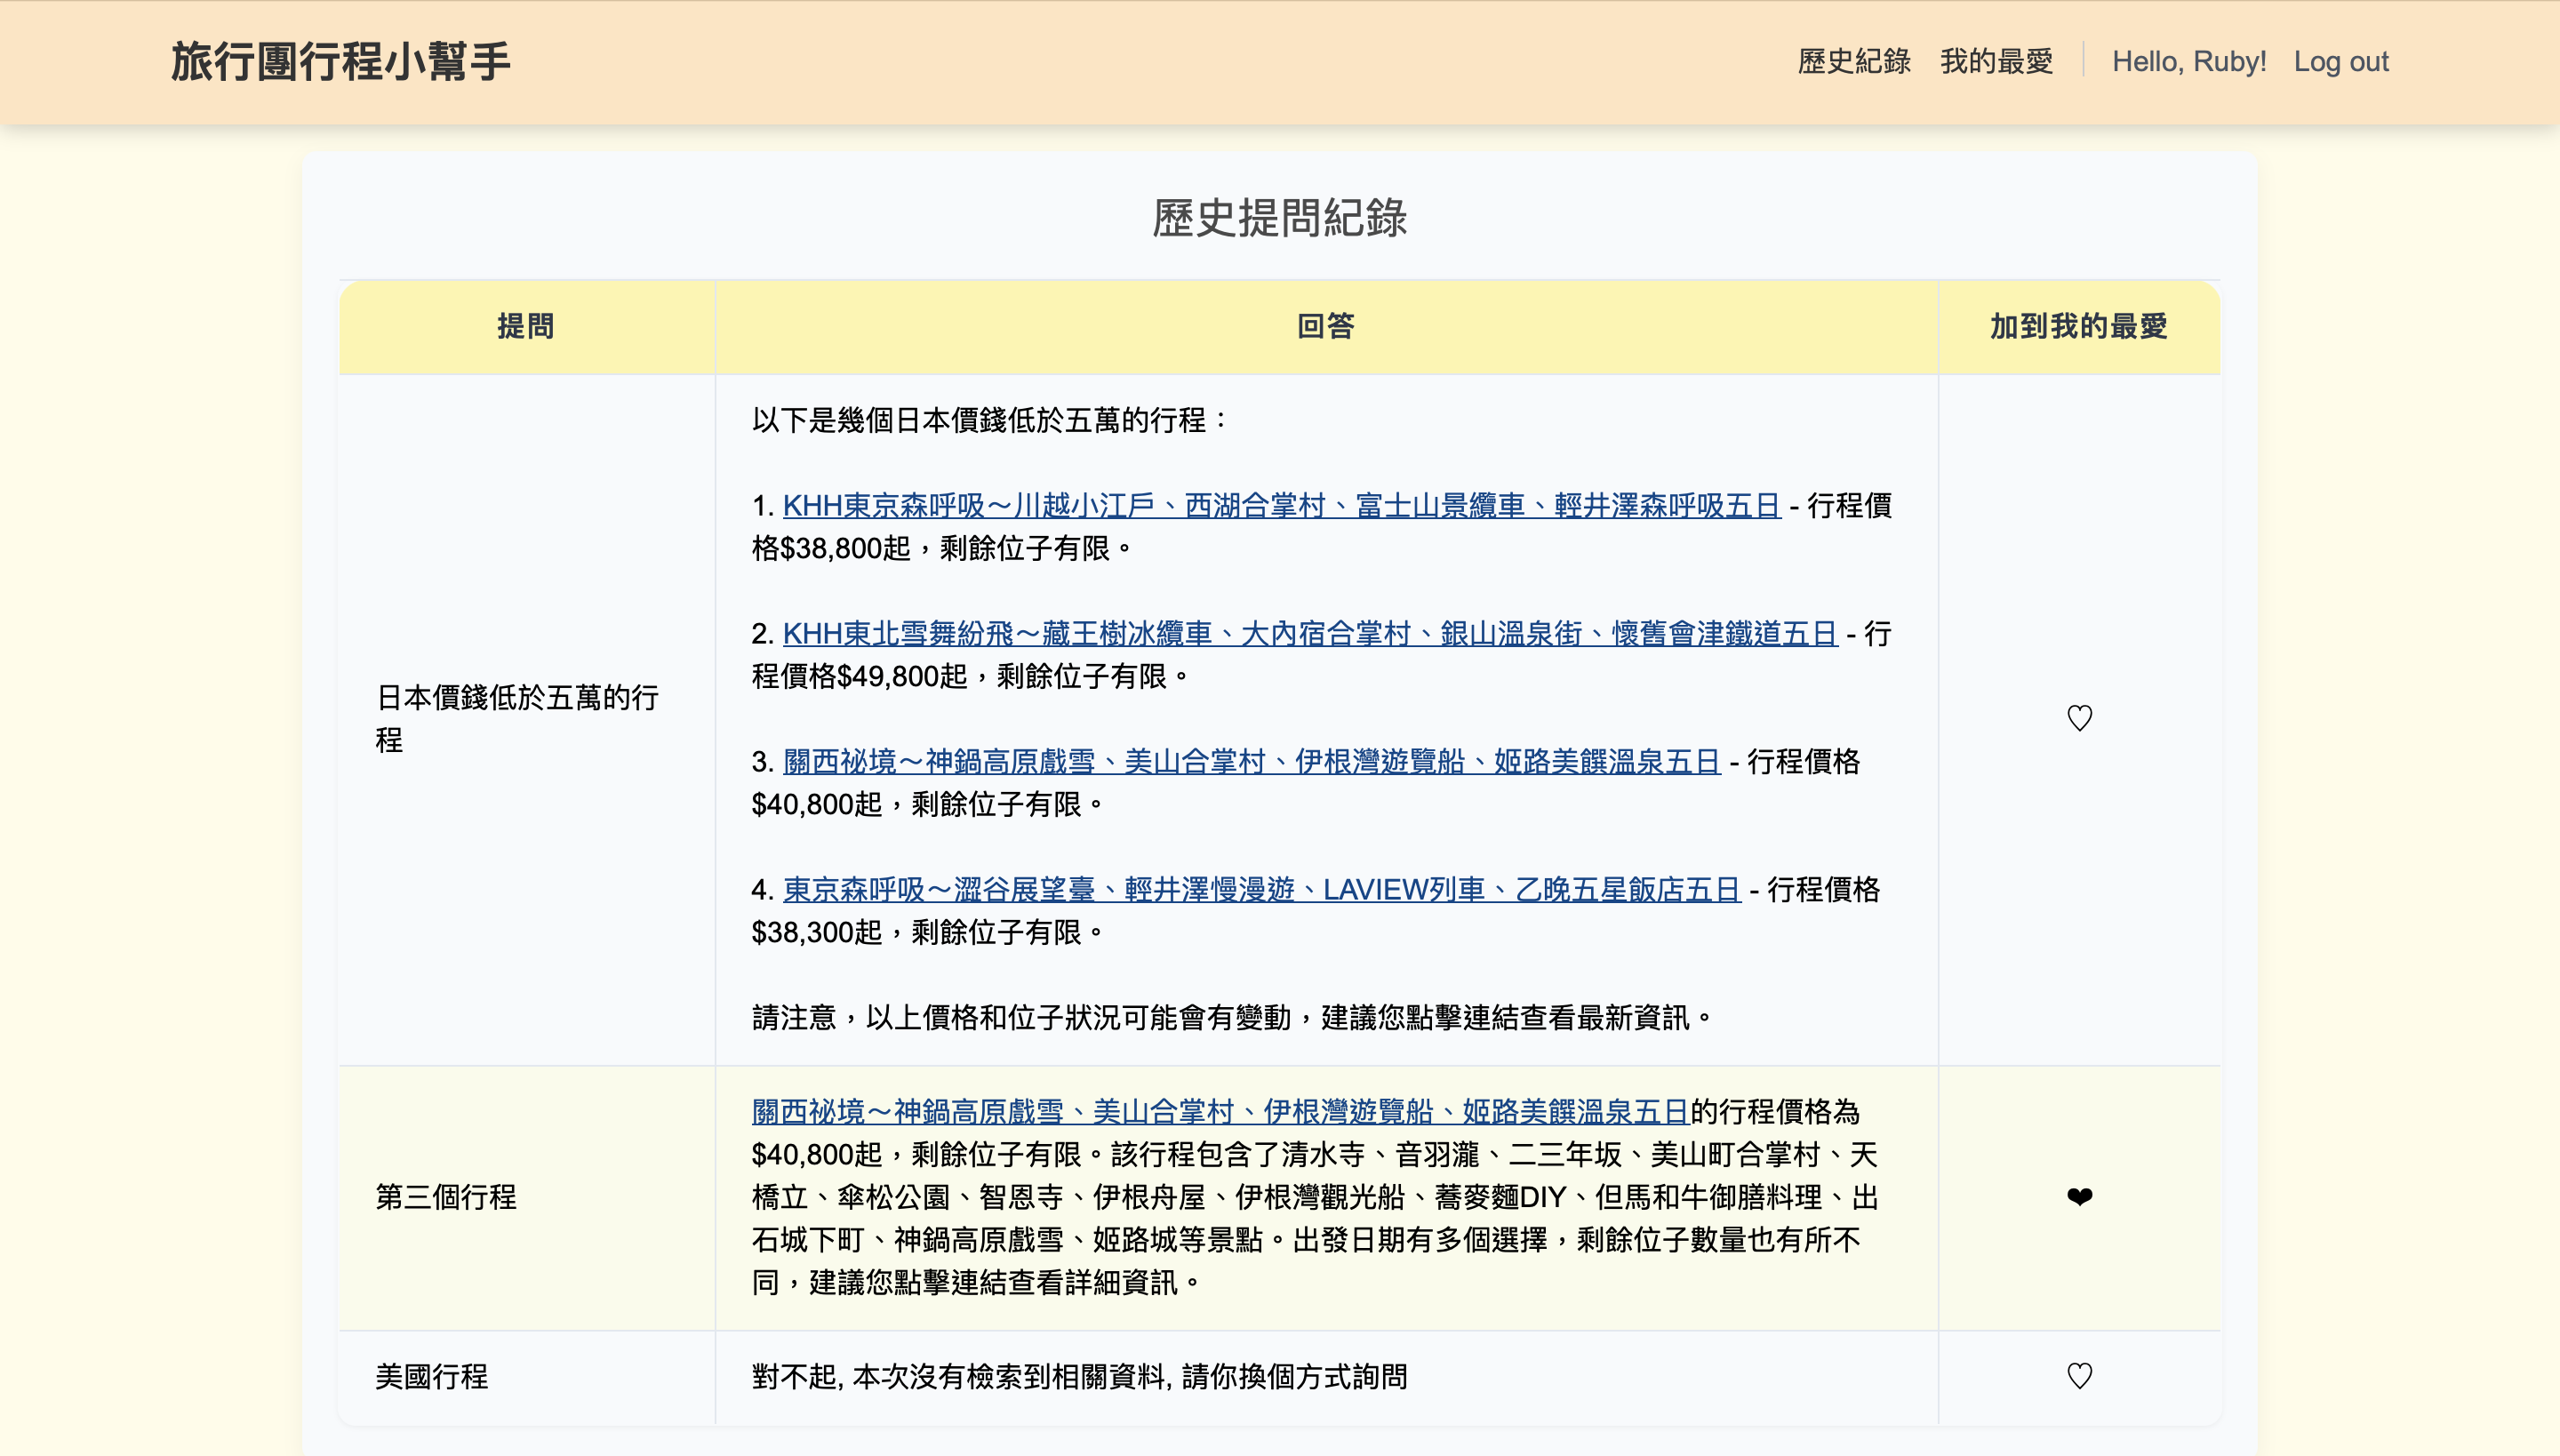 旅行團行程小幫手
歷史紀錄 我的最愛 Hello, Ruby! Log out
歷史提問紀錄
提問 回答 加到我的最愛
日本價錢低於五萬的行
程
以下是幾個日本價錢低於五萬的行程：
1. KHH東京森呼吸～川越小江戶、西湖合掌村、富士山景纜車、輕井澤森呼吸五日 - 行程價
格$38,800起，剩餘位子有限。
2. KHH東北雪舞紛飛～藏王樹冰纜車、大內宿合掌村、銀山溫泉街、懷舊會津鐵道五日 - 行
程價格$49,800起，剩餘位子有限。
3. 關西祕境～神鍋高原戲雪、美山合掌村、伊根灣遊覽船、姬路美饌溫泉五日 - 行程價格
$40,800起，剩餘位子有限。
4. 東京森呼吸～澀谷展望臺、輕井澤慢漫遊、LAVIEW列車、乙晚五星飯店五日 - 行程價格
$38,300起，剩餘位子有限。
請注意，以上價格和位子狀況可能會有變動，建議您點擊連結查看最新資訊。
♡
第三個行程
關西祕境～神鍋高原戲雪、美山合掌村、伊根灣遊覽船、姬路美饌溫泉五日的行程價格為
$40,800起，剩餘位子有限。該行程包含了清水寺、音羽瀧、二三年坂、美山町合掌村、天
橋立、傘松公園、智恩寺、伊根舟屋、伊根灣觀光船、蕎麥麵DIY、但馬和牛御膳料理、出
石城下町、神鍋高原戲雪、姬路城等景點。出發日期有多個選擇，剩餘位子數量也有所不
同，建議您點擊連結查看詳細資訊。
❤
美國行程
對不起, 本次沒有檢索到相關資料, 請你換個方式詢問
♡